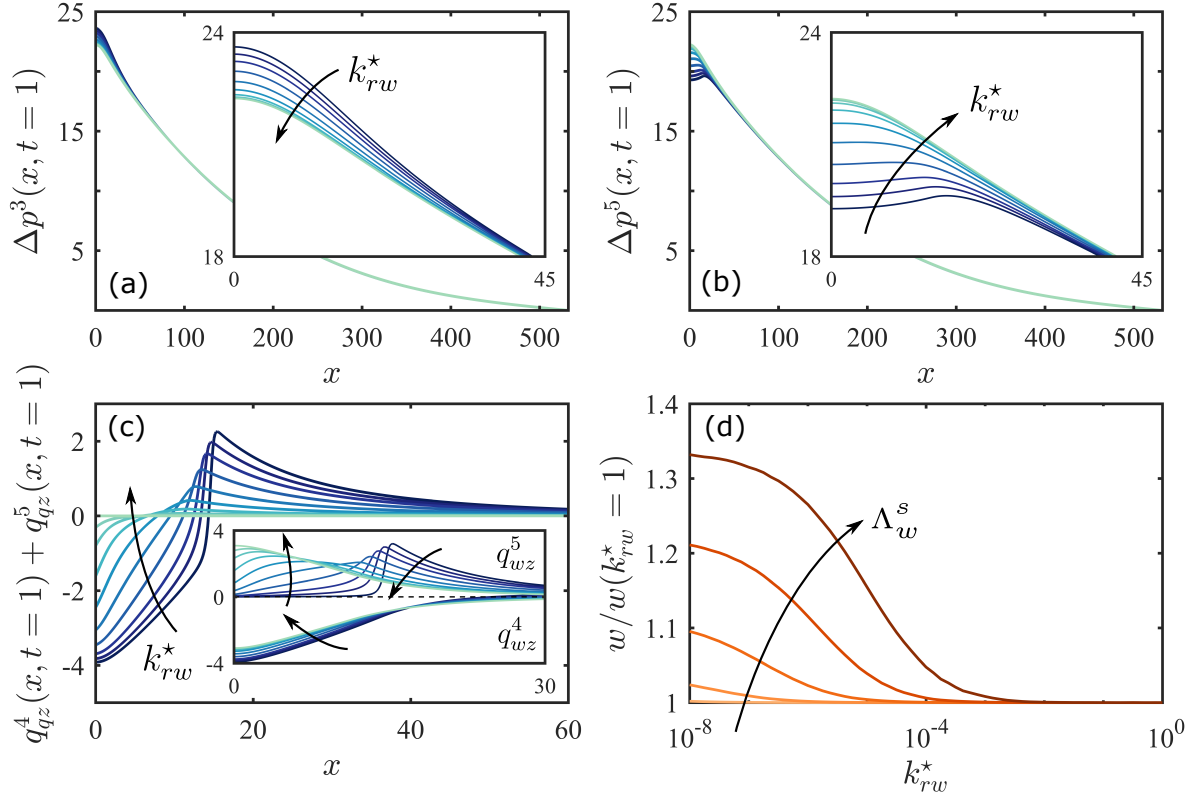 25
15
5
Δp³(x, t = 1)
24
18
0
45
k*rw
(a)
0
100
200
300
400
500
x
25
15
5
Δp⁵(x, t = 1)
24
18
0
45
k*rw
(b)
0
100
200
300
400
500
x
2
0
-2
-4
q⁴qz(x, t = 1) + q⁵qz(x, t = 1)
(c)
k*rw
4
0
-4
q⁵wz
q⁴wz
0
30
0
20
40
60
x
1.4
1.3
1.2
1.1
1
w/w(k*rw = 1)
(d)
Λˢw
10⁻⁸
10⁻⁴
10⁰
k*rw